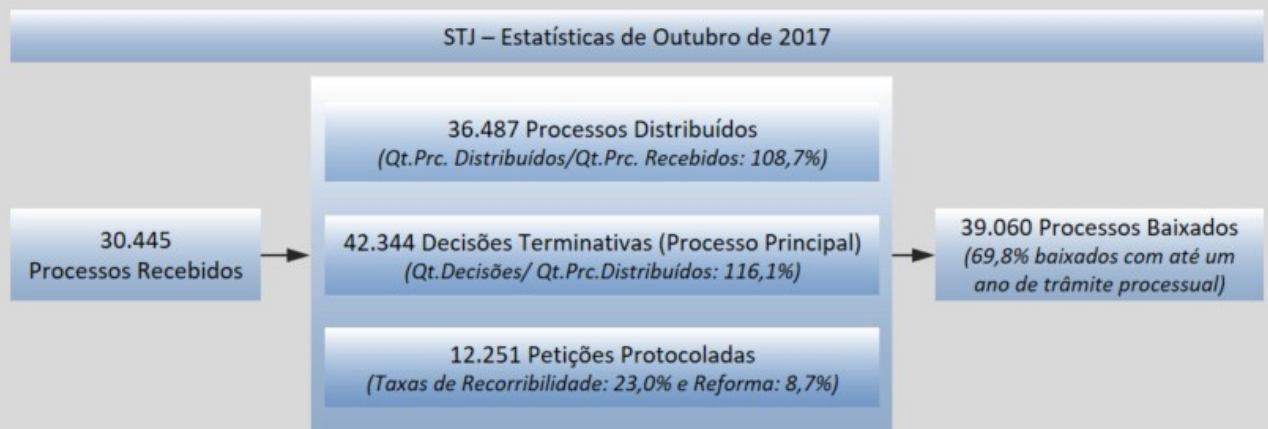 STJ – Estatísticas de Outubro de 2017
30.445
Processos Recebidos
36.487 Processos Distribuídos
(Qt.Prc. Distribuídos/Qt.Prc. Recebidos: 108,7%)
42.344 Decisões Terminativas (Processo Principal)
(Qt.Decisões/ Qt.Prc.Distribuídos: 116,1%)
12.251 Petições Protocoladas
(Taxas de Recorribilidade: 23,0% e Reforma: 8,7%)
39.060 Processos Baixados
(69,8% baixados com até um
ano de trâmite processual)